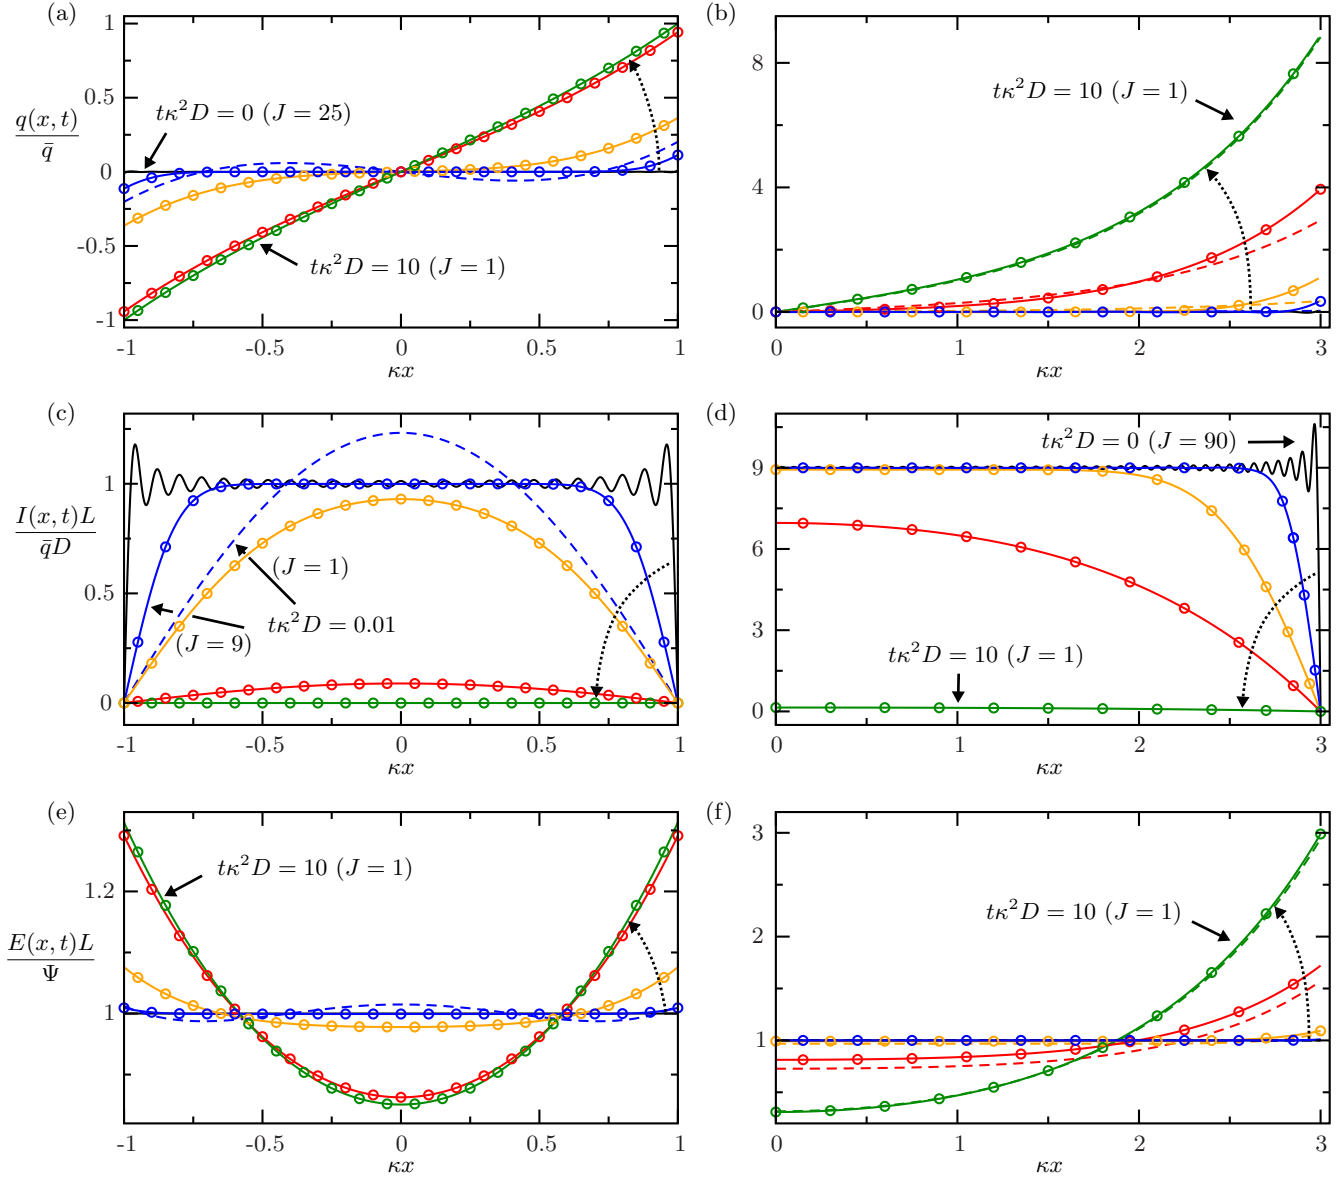 (a)
1
0.5
0
-0.5
-1
q(x, t)
q̄
tκ²D = 0 (J = 25)
tκ²D = 10 (J = 1)
-1
-0.5
0
0.5
1
κx
(b)
8
4
0
tκ²D = 10 (J = 1)
0
1
2
3
κx
(c)
1
0.5
0
I(x, t)L
q̄D
(J = 1)
tκ²D = 0.01
(J = 9)
-1
-0.5
0
0.5
1
κx
(d)
9
6
3
0
tκ²D = 0 (J = 90)
tκ²D = 10 (J = 1)
0
1
2
3
κx
(e)
1.2
1
E(x, t)L
Ψ
tκ²D = 10 (J = 1)
-1
-0.5
0
0.5
1
κx
(f)
3
2
1
tκ²D = 10 (J = 1)
0
1
2
3
κx